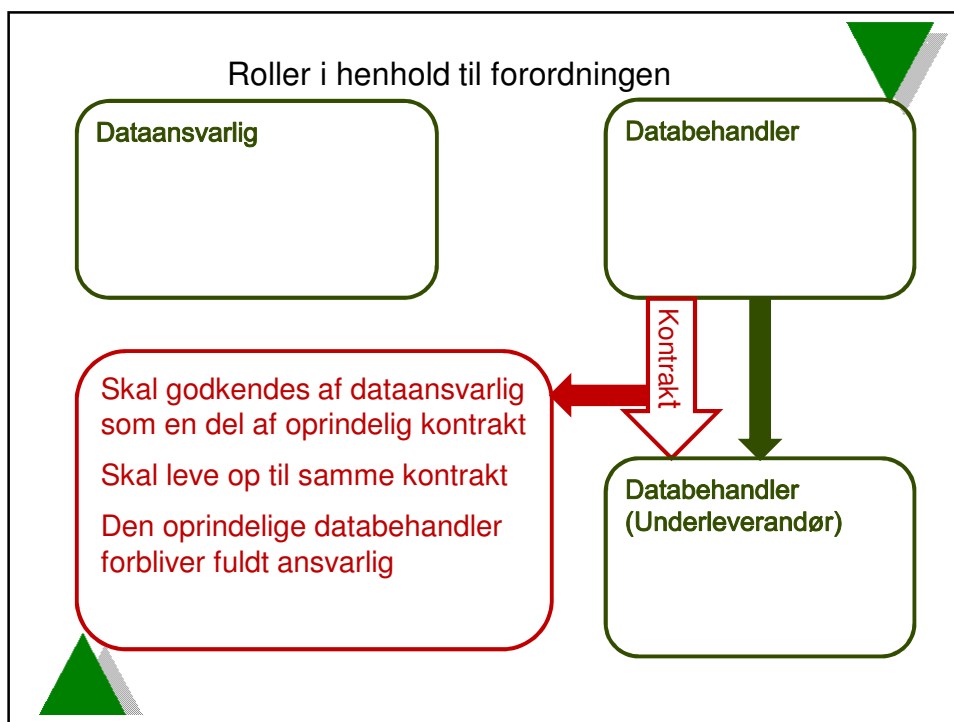 Roller i henhold til forordningen
Dataansvarlig
Databehandler
Kontrakt
Skal godkendes af dataansvarlig
som en del af oprindelig kontrakt
Skal leve op til samme kontrakt
Den oprindelige databehandler
forbliver fuldt ansvarlig
Databehandler
(Underleverandør)